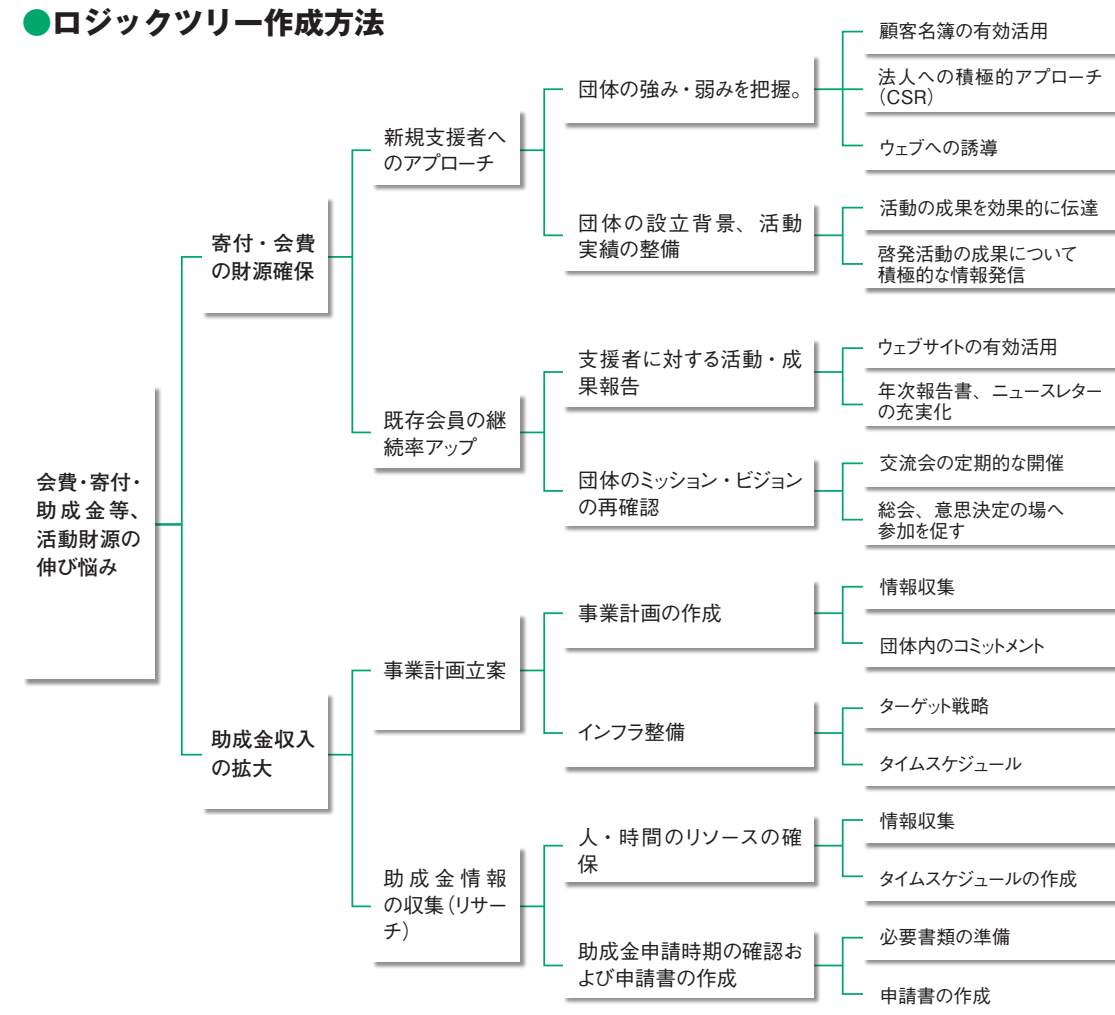 ●ロジックツリー作成方法
会費・寄付・
助成金等、
活動財源の
伸び悩み
寄付・会費
の財源確保
新規支援者へ
のアプローチ
団体の強み・弱みを把握。
顧客名簿の有効活用
法人への積極的アプローチ
(CSR)
ウェブへの誘導
団体の設立背景、活動
実績の整備
活動の成果を効果的に伝達
啓発活動の成果について
積極的な情報発信
既存会員の継
続率アップ
支援者に対する活動・成
果報告
ウェブサイトの有効活用
年次報告書、ニュースレター
の充実化
団体のミッション・ビジョン
の再確認
交流会の定期的な開催
総会、意思決定の場へ
参加を促す
助成金収入
の拡大
事業計画立案
事業計画の作成
情報収集
団体内のコミットメント
インフラ整備
ターゲット戦略
タイムスケジュール
助成金情報
の収集(リサー
チ)
人・時間のリソースの確
保
情報収集
タイムスケジュールの作成
助成金申請時期の確認お
よび申請書の作成
必要書類の準備
申請書の作成